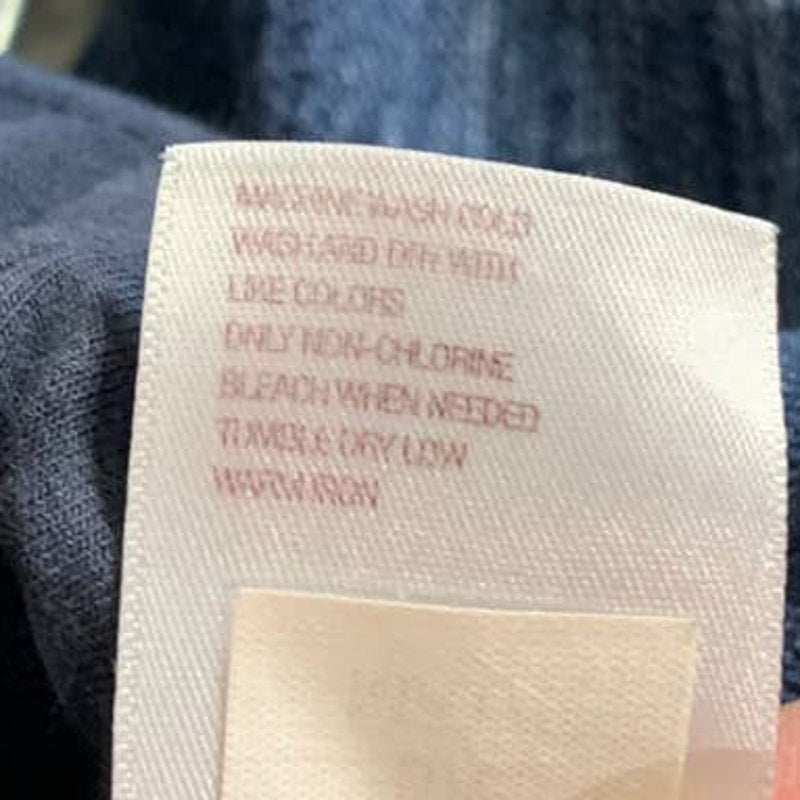 MACHINE WASH COLD
WASH AND DRY WITH
LIKE COLORS
ONLY NON-CHLORINE
BLEACH WHEN NEEDED
TUMBLE DRY LOW
WARM IRON